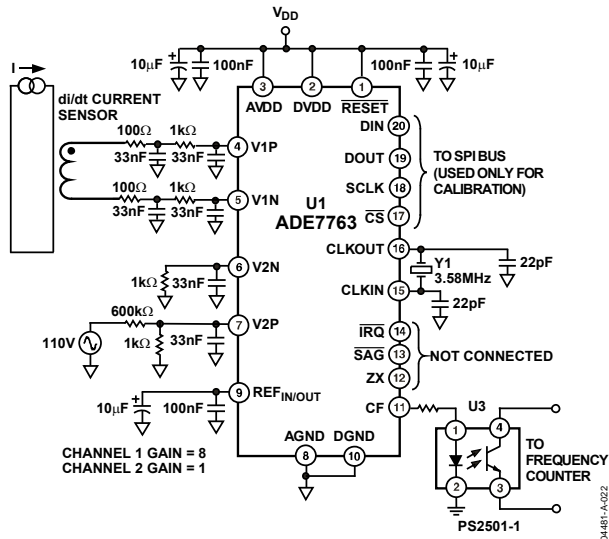 VDD
10µF
100nF
100nF
10µF
I
di/dt CURRENT
SENSOR
3
2
1
AVDD
DVDD
RESET
DIN
20
DOUT
19
SCLK
18
CS
17
TO SPI BUS
(USED ONLY FOR
CALIBRATION)
100Ω
1kΩ
33nF
33nF
4
V1P
100Ω
1kΩ
33nF
33nF
5
V1N
U1
ADE7763
CLKOUT
16
Y1
3.58MHz
22pF
CLKIN
15
22pF
6
V2N
1kΩ
33nF
600kΩ
7
V2P
110V
1kΩ
33nF
IRQ
14
SAG
13
ZX
12
NOT CONNECTED
9
REFIN/OUT
10µF
100nF
CF
11
U3
1
4
2
3
TO
FREQUENCY
COUNTER
PS2501-1
AGND
DGND
8
10
CHANNEL 1 GAIN = 8
CHANNEL 2 GAIN = 1
04481-A-022